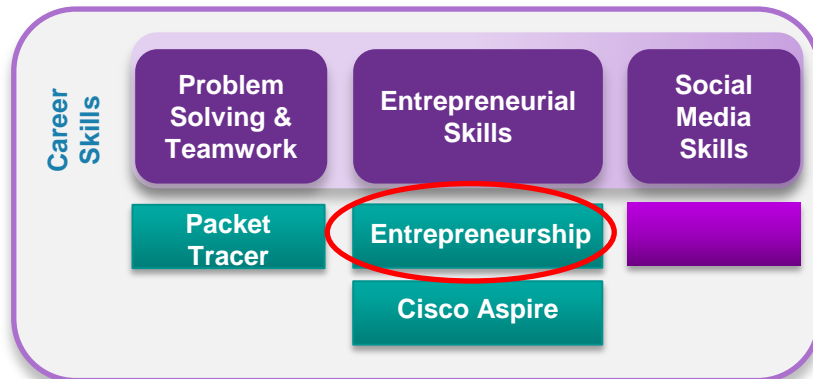 Career
Skills
Problem
Solving &
Teamwork
Entrepreneurial
Skills
Social
Media
Skills
Packet
Tracer
Entrepreneurship
Cisco Aspire